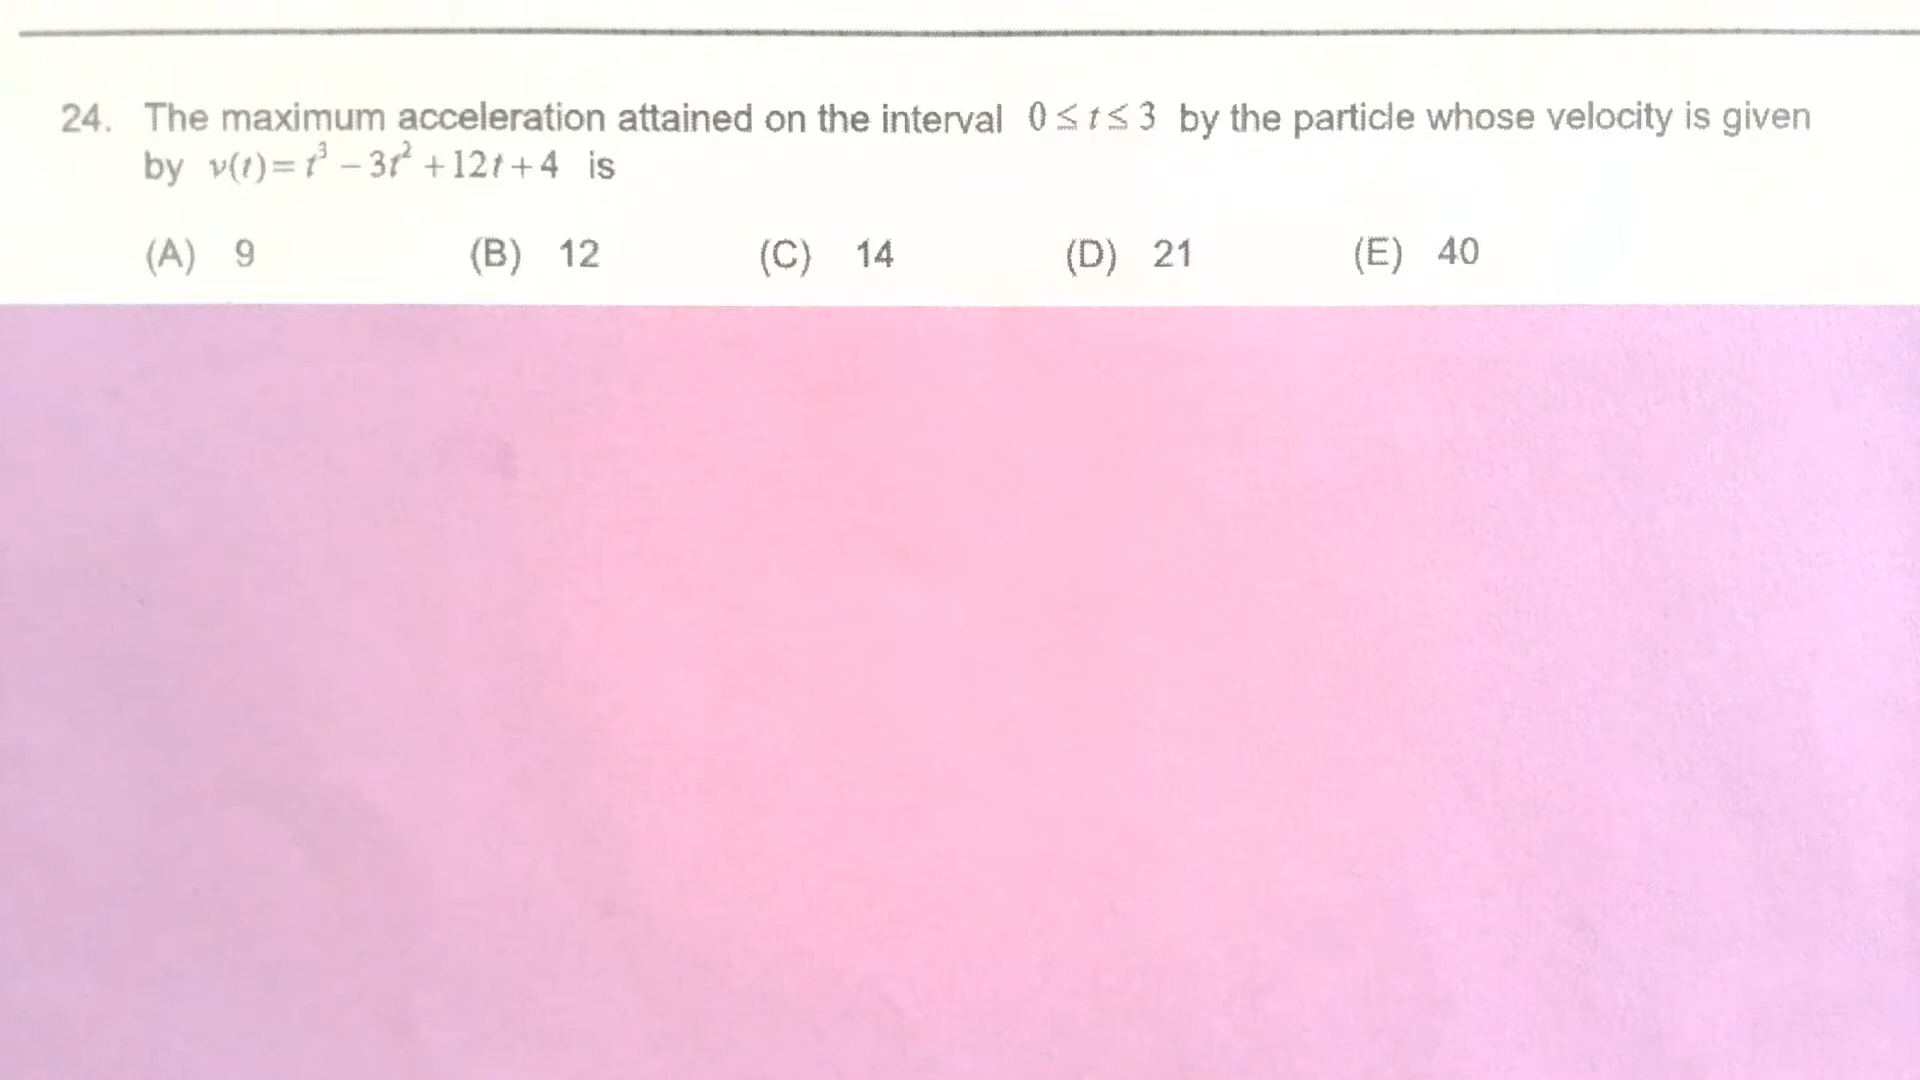 24. The maximum acceleration attained on the interval 0 ≤ t ≤ 3 by the particle whose velocity is given
by v(t) = t³ – 3t² + 12t + 4 is
(A) 9 (B) 12 (C) 14 (D) 21 (E) 40